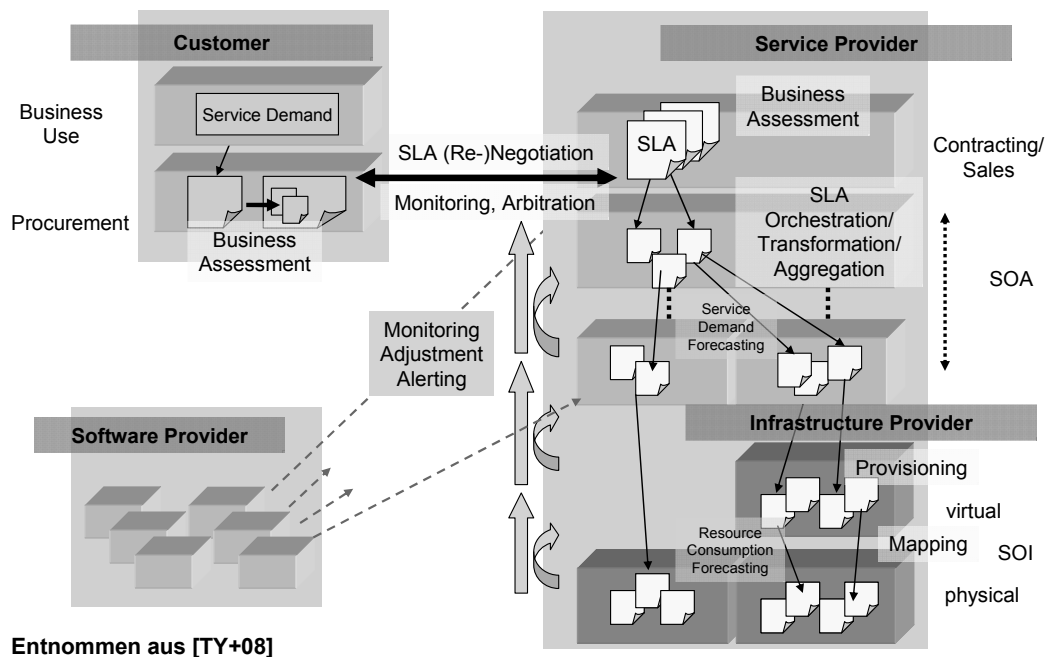 Customer
Service Provider
Business
Use
Service Demand
Procurement
Business
Assessment
SLA (Re-)Negotiation
Monitoring, Arbitration
Business
Assessment
SLA
Contracting/
Sales
SLA
Orchestration/
Transformation/
Aggregation
SOA
Service
Demand
Forecasting
Monitoring
Adjustment
Alerting
Software Provider
Infrastructure Provider
Provisioning
virtual
Resource
Consumption
Forecasting
Mapping
SOI
physical
Entnommen aus [TY+08]